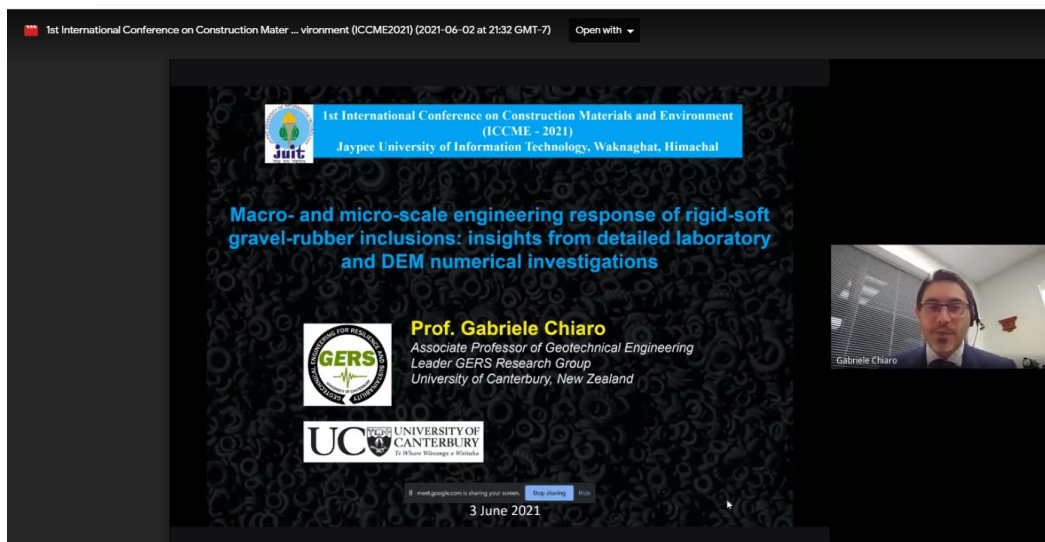 1st International Conference on Construction Mater ... vironment (ICCME2021) (2021-06-02 at 21:32 GMT-7)
Open with
1st International Conference on Construction Materials and Environment
(ICCME - 2021)
Jaypee University of Information Technology, Waknaghat, Himachal
juit
Macro- and micro-scale engineering response of rigid-soft
gravel-rubber inclusions: insights from detailed laboratory
and DEM numerical investigations
Prof. Gabriele Chiaro
Associate Professor of Geotechnical Engineering
Leader GERS Research Group
University of Canterbury, New Zealand
GEOTECHNICAL ENGINEERING FOR RESILIENCE AND SUSTAINABILITY
GERS
UNIVERSITY OF CANTERBURY
UC
UNIVERSITY OF
CANTERBURY
Te Whare Wānanga o Waitaha
Gabriele Chiaro
meet.google.com is sharing your screen.
Stop sharing
Hide
3 June 2021